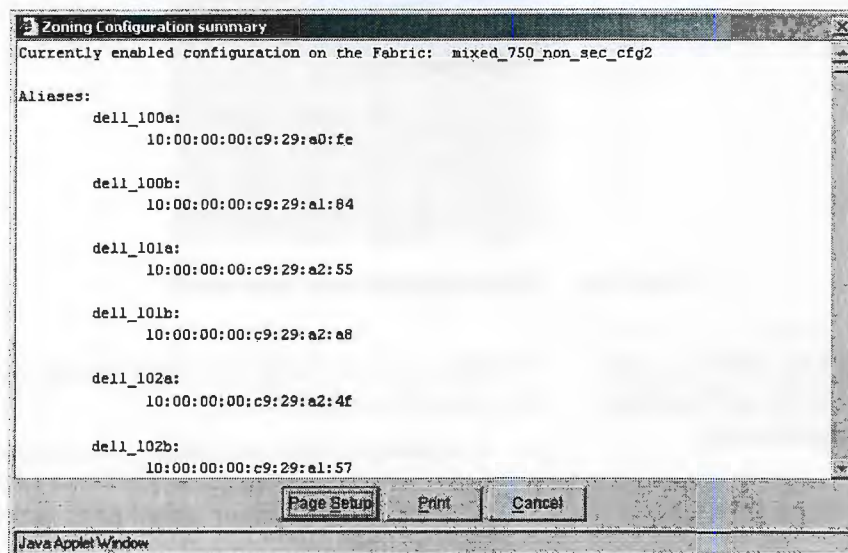 Zoning Configuration summary
Currently enabled configuration on the Fabric: mixed_750_non_sec_cfg2
Aliases:
dell_100a:
10:00:00:00:c9:29:a0:fe
dell_100b:
10:00:00:00:c9:29:a1:84
dell_101a:
10:00:00:00:c9:29:a2:55
dell_101b:
10:00:00:00:c9:29:a2:a8
dell_102a:
10:00:00:00:c9:29:a2:4f
dell_102b:
10:00:00:00:c9:29:a1:57
Page Setup Print Cancel
Java Applet Window